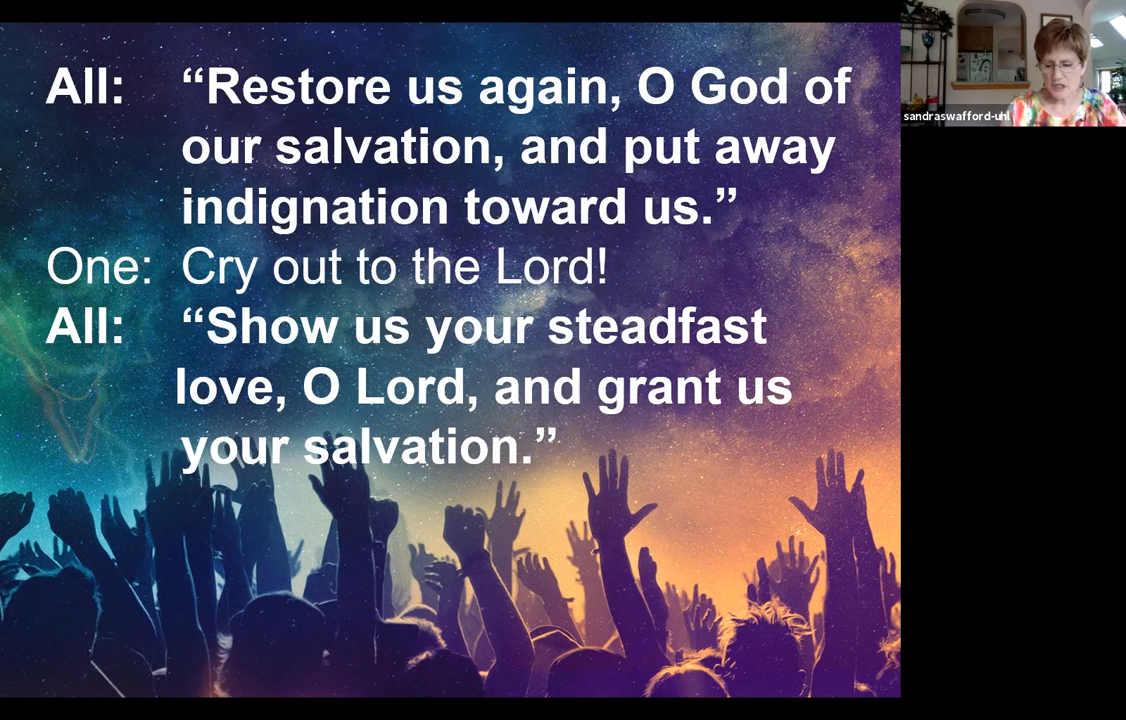 All: “Restore us again, O God of
our salvation, and put away
indignation toward us.”
One: Cry out to the Lord!
All: “Show us your steadfast
love, O Lord, and grant us
your salvation.”
sandraswafford-uhl